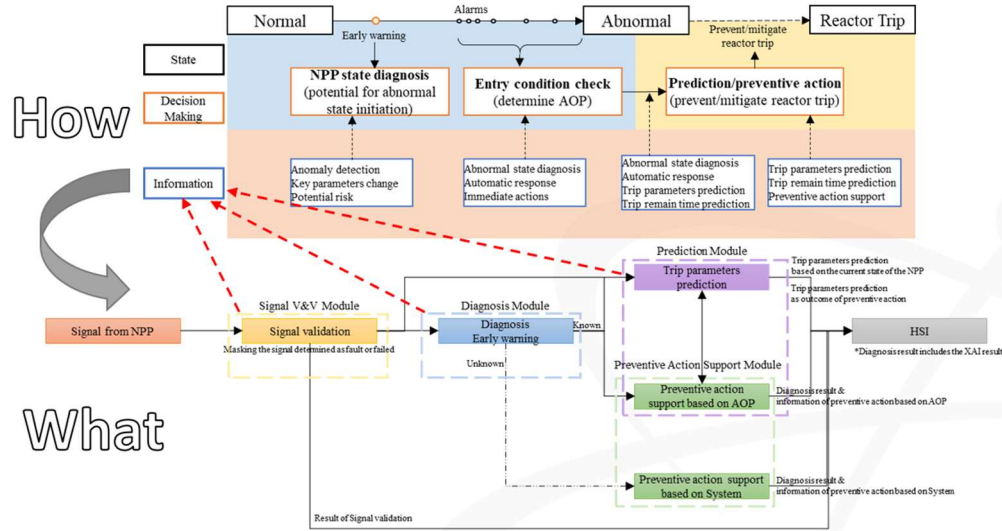 Normal
Alarms
Abnormal
Reactor Trip
Early warning
Prevent/mitigate
reactor trip
State
Decision
Making
How
NPP state diagnosis
(potential for abnormal
state initiation)
Entry condition check
(determine AOP)
Prediction/preventive action
(prevent/mitigate reactor trip)
Information
Anomaly detection
Key parameters change
Potential risk
Abnormal state diagnosis
Automatic response
Immediate actions
Abnormal state diagnosis
Automatic response
Trip parameters prediction
Trip remain time prediction
Trip parameters prediction
Trip remain time prediction
Preventive action support
Prediction Module
Trip parameters
prediction
Trip parameters prediction
based on the current state of the NPP
Trip parameters prediction
as outcome of preventive action
Signal V&V Module
Diagnosis Module
Signal from NPP
Signal validation
Diagnosis
Early warning
Known
HSI
Masking the signal determined as fault or failed
Unknown
*Diagnosis result includes the XAI result
Preventive Action Support Module
What
Preventive action
support based on AOP
Diagnosis result &
information of preventive action based on AOP
Preventive action support
based on System
Diagnosis result &
information of preventive action based on System
Result of Signal validation